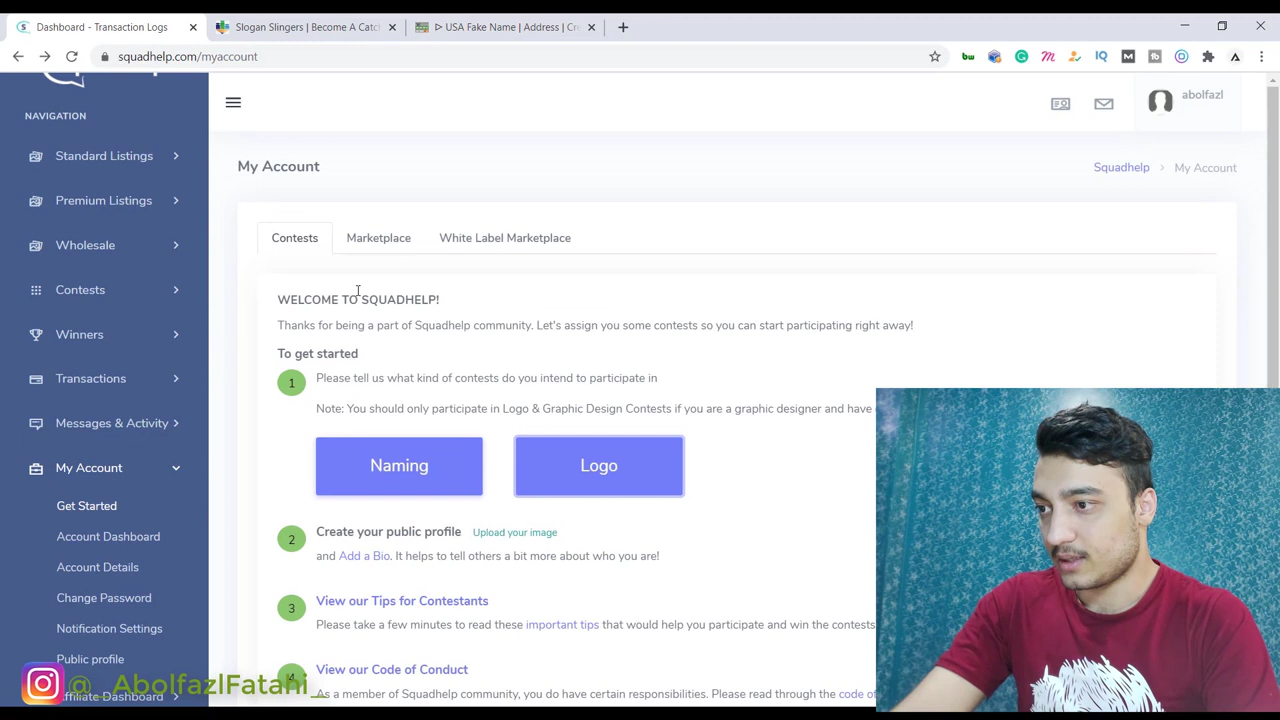 Dashboard - Transaction Logs
Slogan Slingers | Become A Catc
USA Fake Name | Address | Cre
squadhelp.com/myaccount
NAVIGATION
abolfazl
Standard Listings
Premium Listings
Wholesale
Contests
Winners
Transactions
Messages & Activity
My Account
Get Started
Account Dashboard
Account Details
Change Password
Notification Settings
Public profile
Affiliate Dashboard
My Account
Squadhelp > My Account
Contests Marketplace White Label Marketplace
WELCOME TO SQUADHELP!
Thanks for being a part of Squadhelp community. Let's assign you some contests so you can start participating right away!
To get started
1 Please tell us what kind of contests do you intend to participate in
Note: You should only participate in Logo & Graphic Design Contests if you are a graphic designer and have
Naming Logo
2 Create your public profile Upload your image
and Add a Bio. It helps to tell others a bit more about who you are!
3 View our Tips for Contestants
Please take a few minutes to read these important tips that would help you participate and win the contests
View our Code of Conduct
As a member of Squadhelp community, you do have certain responsibilities. Please read through the code of
@_AbolfazlFatahi_